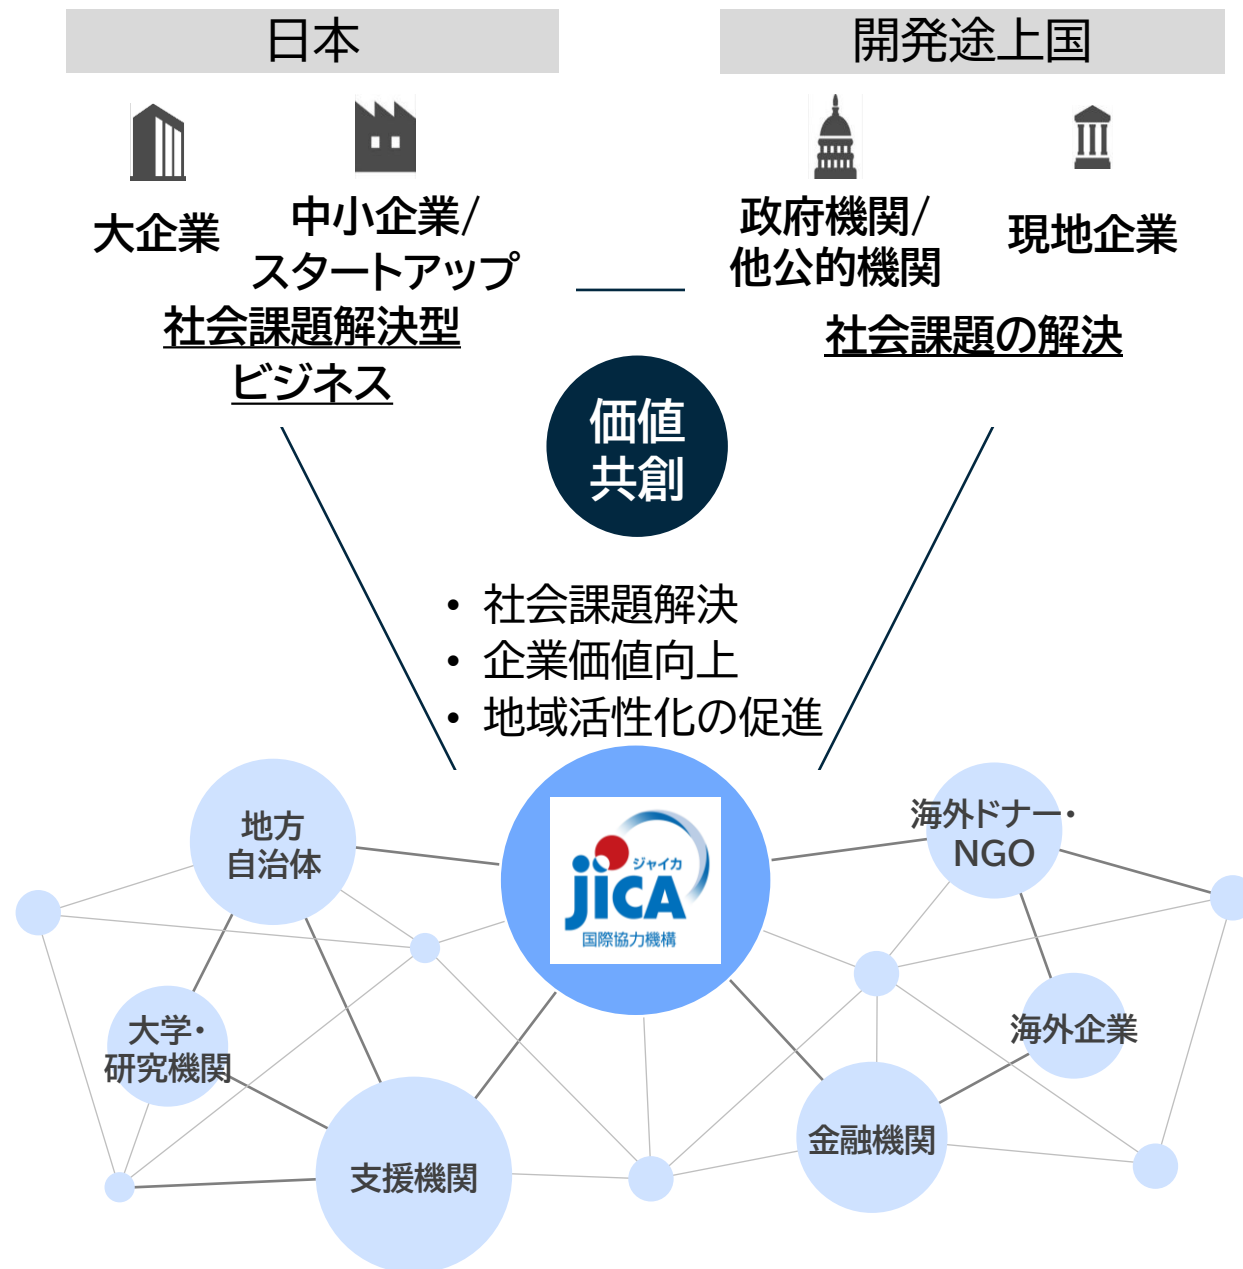 日本
開発途上国
大企業
中小企業/
スタートアップ
社会課題解決型
ビジネス
政府機関/
他公的機関
現地企業
社会課題の解決
価値
共創
• 社会課題解決
• 企業価値向上
• 地域活性化の促進
地方
自治体
ジャイカ
jICA
国際協力機構
海外ドナー・
NGO
大学・
研究機関
海外企業
支援機関
金融機関